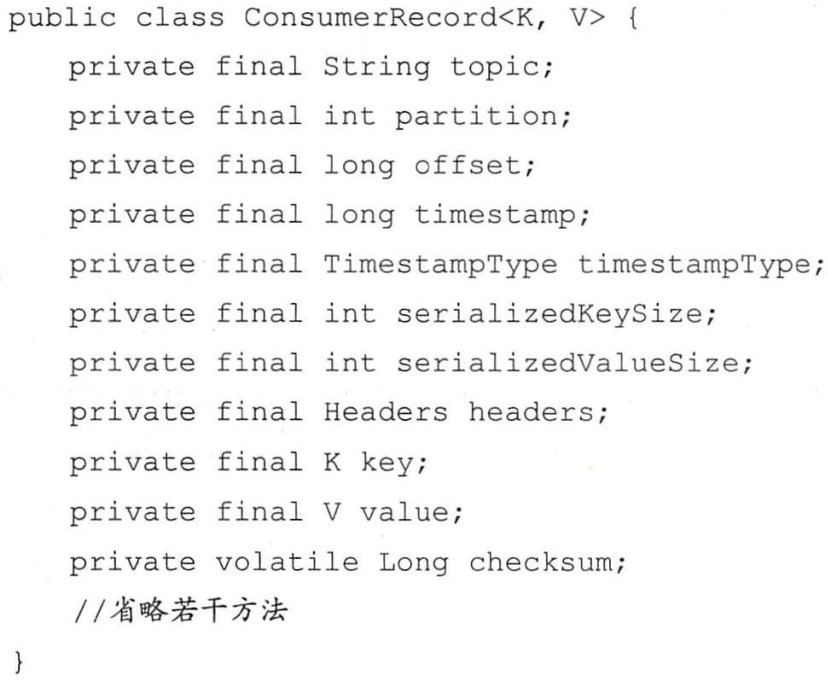 public class ConsumerRecord<K, V> {
    private final String topic;
    private final int partition;
    private final long offset;
    private final long timestamp;
    private final TimestampType timestampType;
    private final int serializedKeySize;
    private final int serializedValueSize;
    private final Headers headers;
    private final K key;
    private final V value;
    private volatile Long checksum;
    //省略若干方法
}